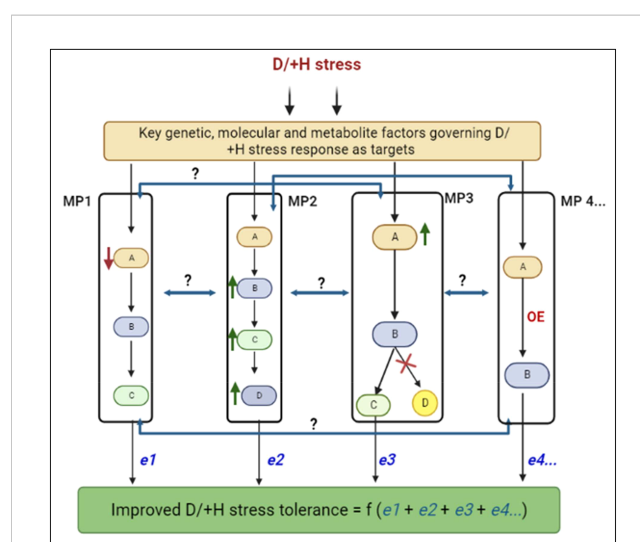 D/+H stress
Key genetic, molecular and metabolite factors governing D/
+H stress response as targets
?
MP1
MP2
MP3
MP 4...
A
A
A
A
B
?
?
?
OE
B
C
B
B
C
D
C
D
?
e1
e2
e3
e4...
Improved D/+H stress tolerance = f (e1 + e2 + e3 + e4...)